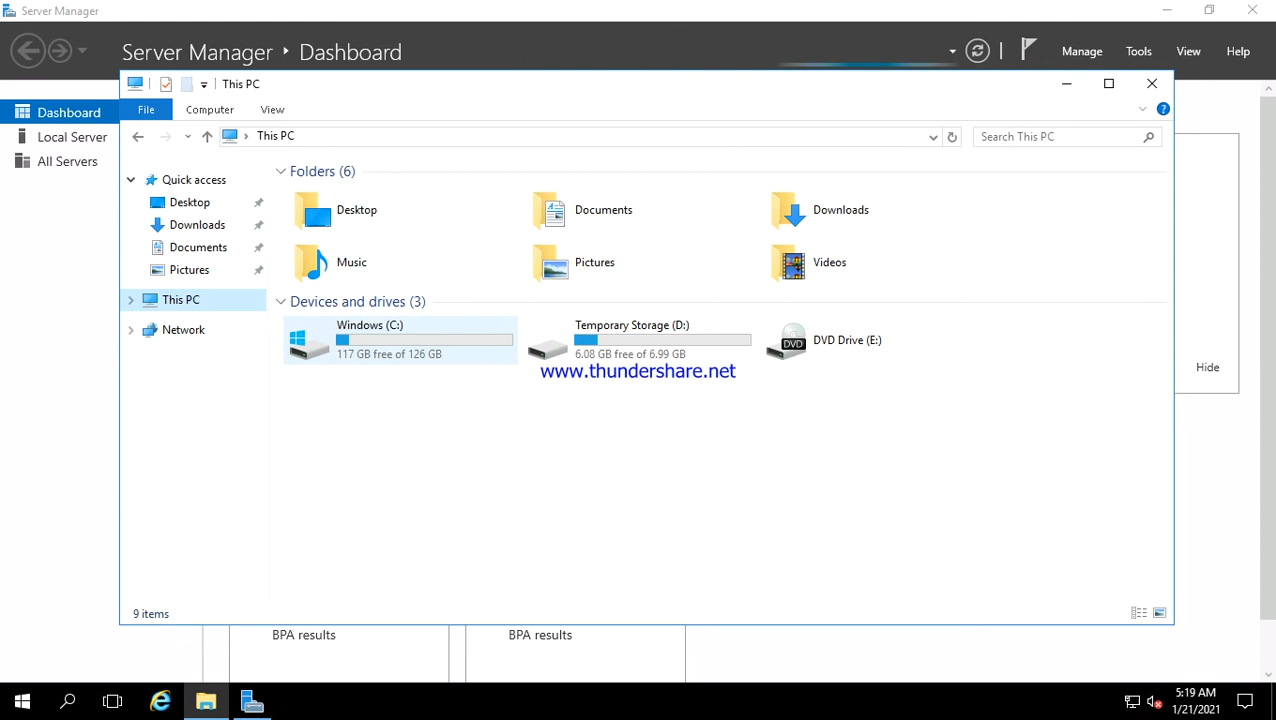 Server Manager
Server Manager ‣ Dashboard
Manage
Tools
View
Help
This PC
File
Computer
View
This PC
Search This PC
Dashboard
Local Server
All Servers
Quick access
Desktop
Downloads
Documents
Pictures
This PC
Network
Folders (6)
Desktop
Documents
Downloads
Music
Pictures
Videos
Devices and drives (3)
Windows (C:)
117 GB free of 126 GB
Temporary Storage (D:)
6.08 GB free of 6.99 GB
DVD
DVD Drive (E:)
www.thundershare.net
Hide
9 items
BPA results
BPA results
5:19 AM
1/21/2021